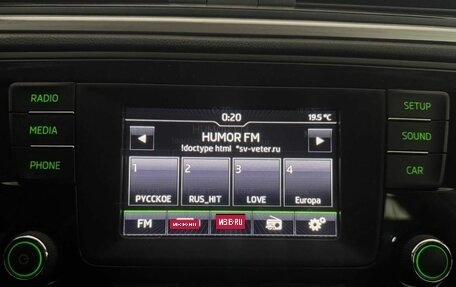 RADIO
MEDIA
PHONE
0:20
19.5 °C
HUMOR FM
!doctype html *sv-veter.ru
1
РУССКОЕ
2
RUS_HIT
3
LOVE
4
Europa
FM
SETUP
SOUND
CAR